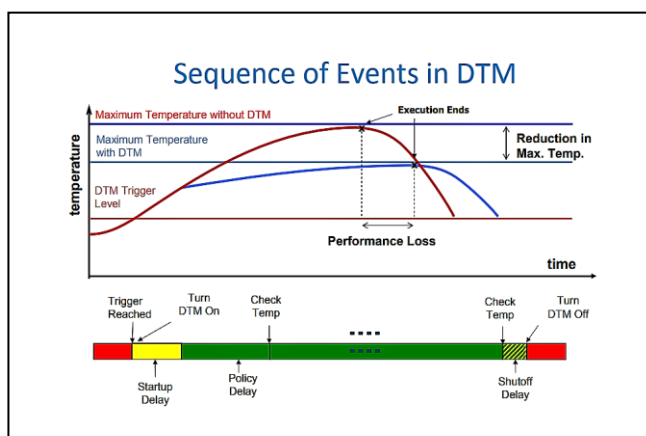 Sequence of Events in DTM
Maximum Temperature without DTM
Execution Ends
Maximum Temperature
with DTM
Reduction in
Max. Temp.
DTM Trigger
Level
temperature
Performance Loss
time
Trigger
Reached
Turn
DTM On
Check
Temp
Check
Temp
Turn
DTM Off
Startup
Delay
Policy
Delay
Shutoff
Delay